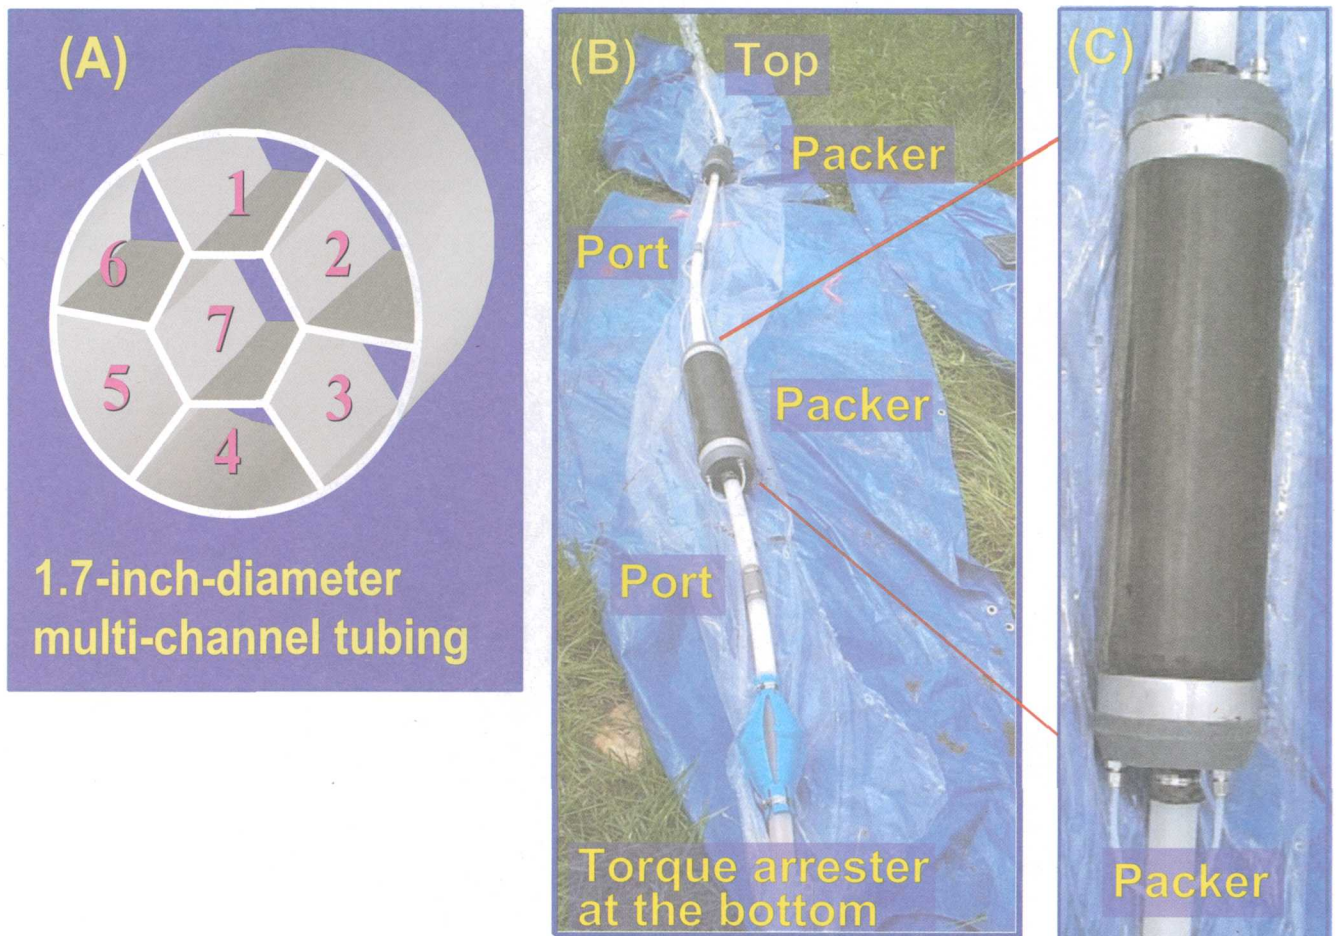 (A)
1
2
6
7
5
3
4
1.7-inch-diameter
multi-channel tubing
(B)
Top
Packer
Port
Packer
Port
Torque arrester
at the bottom
(C)
Packer